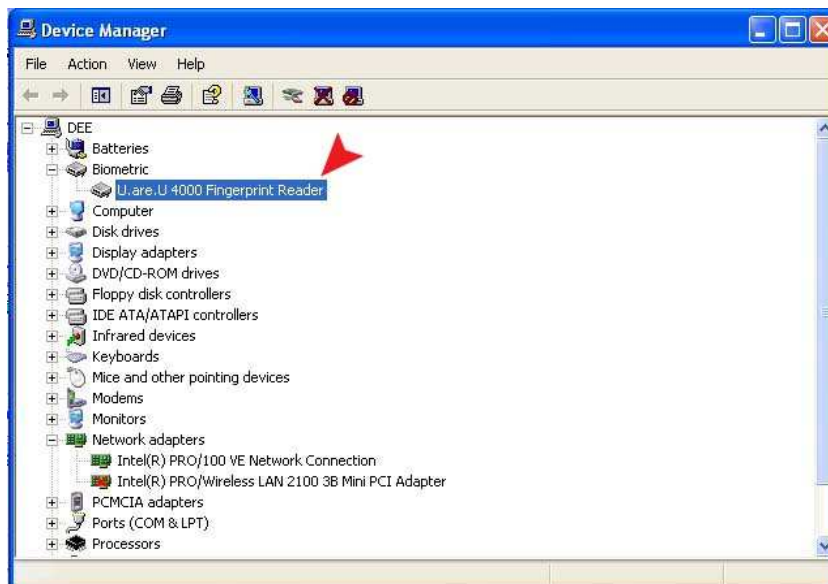 Device Manager
File Action View Help
DEE
Batteries
Biometric
U.are.U 4000 Fingerprint Reader
Computer
Disk drives
Display adapters
DVD/CD-ROM drives
Floppy disk controllers
IDE ATA/ATAPI controllers
Infrared devices
Keyboards
Mice and other pointing devices
Modems
Monitors
Network adapters
Intel(R) PRO/100 VE Network Connection
Intel(R) PRO/Wireless LAN 2100 3B Mini PCI Adapter
PCMCIA adapters
Ports (COM & LPT)
Processors